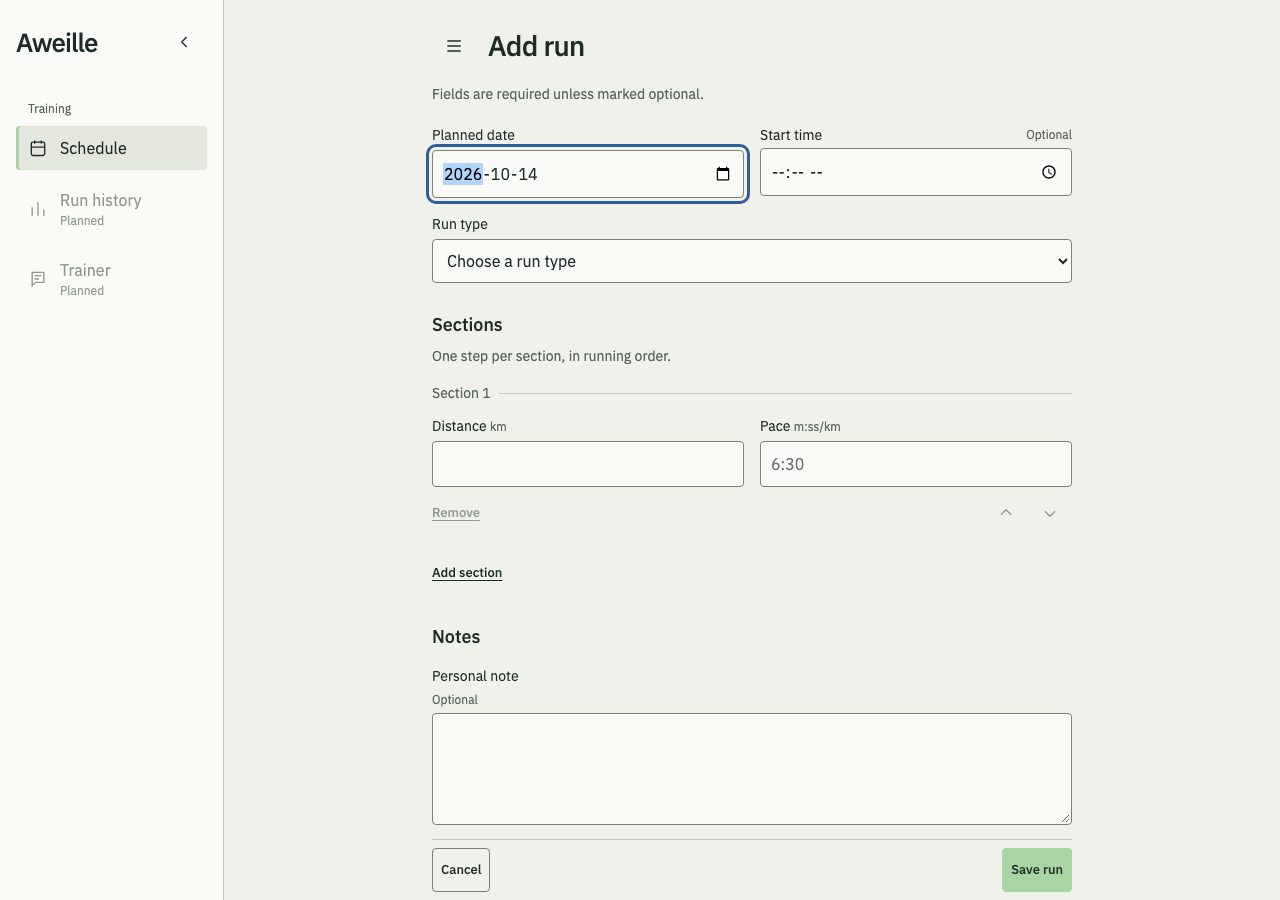 Aweille
Training
Schedule
Run history
Planned
Trainer
Planned
Add run
Fields are required unless marked optional.
Planned date
2026-10-14
Start time Optional
--:-- --
Run type
Choose a run type
Sections
One step per section, in running order.
Section 1
Distance km
Pace m:ss/km
6:30
Remove
Add section
Notes
Personal note
Optional
Cancel
Save run